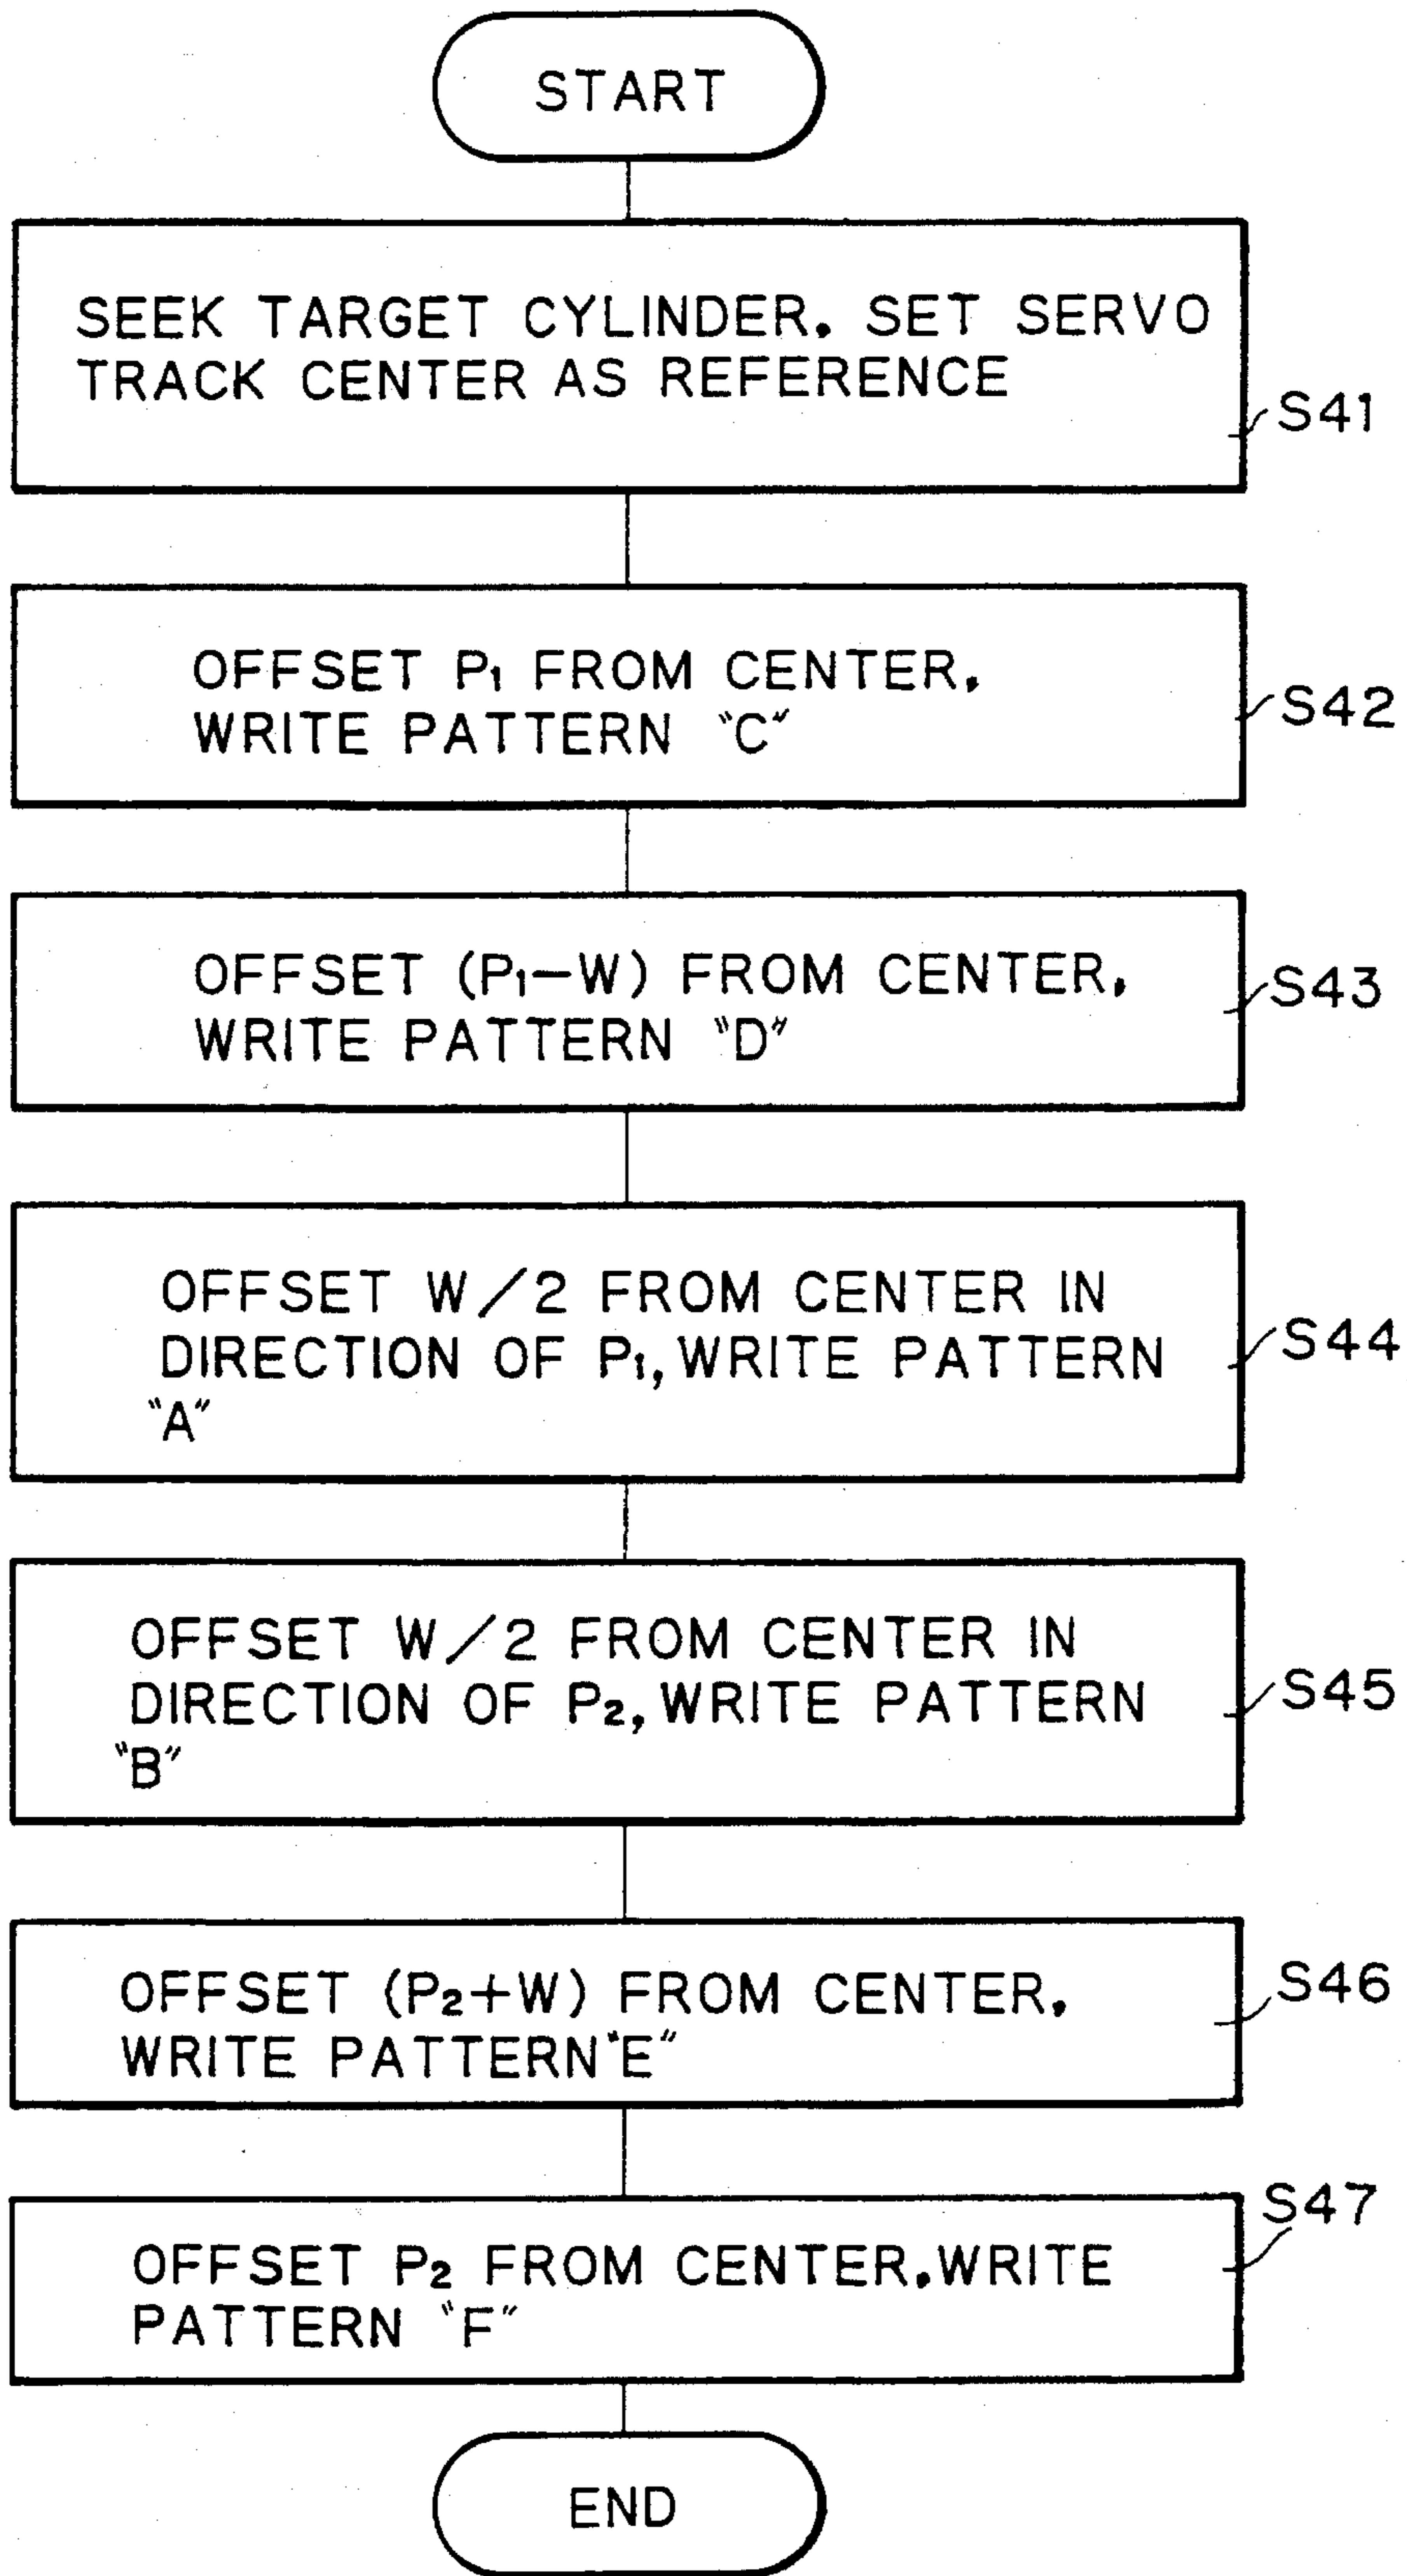 START
SEEK TARGET CYLINDER. SET SERVO
TRACK CENTER AS REFERENCE
S41
OFFSET P₁ FROM CENTER.
WRITE PATTERN "C"
S42
OFFSET (P₁−W) FROM CENTER.
WRITE PATTERN "D"
S43
OFFSET W/2 FROM CENTER IN
DIRECTION OF P₁, WRITE PATTERN
"A"
S44
OFFSET W/2 FROM CENTER IN
DIRECTION OF P₂, WRITE PATTERN
"B"
S45
OFFSET (P₂+W) FROM CENTER.
WRITE PATTERN "E"
S46
OFFSET P₂ FROM CENTER. WRITE
PATTERN "F"
S47
END